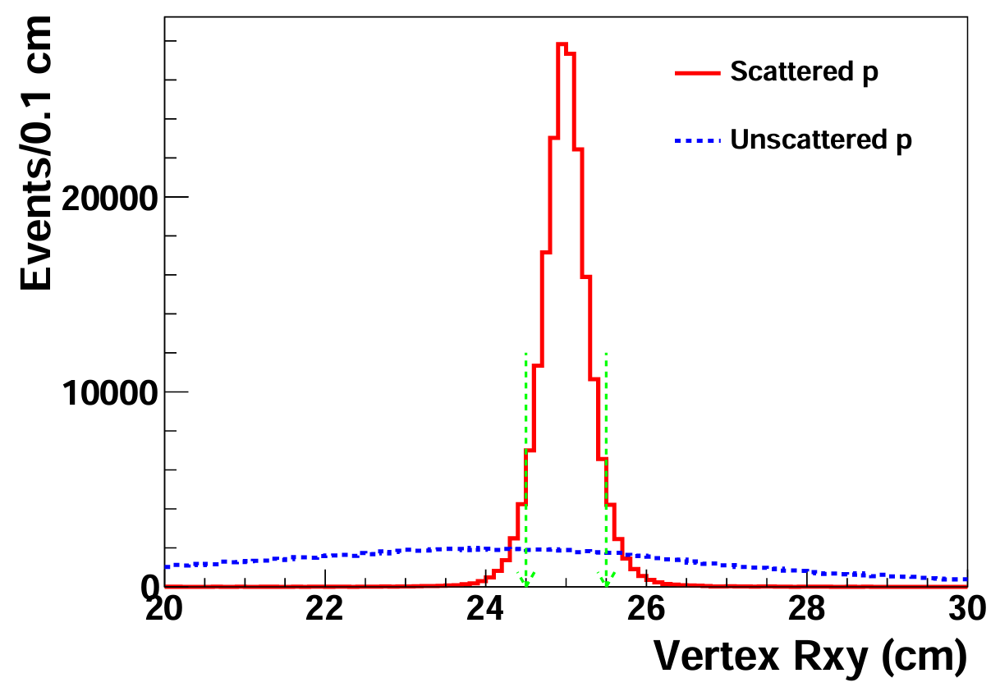 Events/0.1 cm
Scattered p
Unscattered p
20000
10000
0
20 22 24 26 28 30
Vertex Rxy (cm)